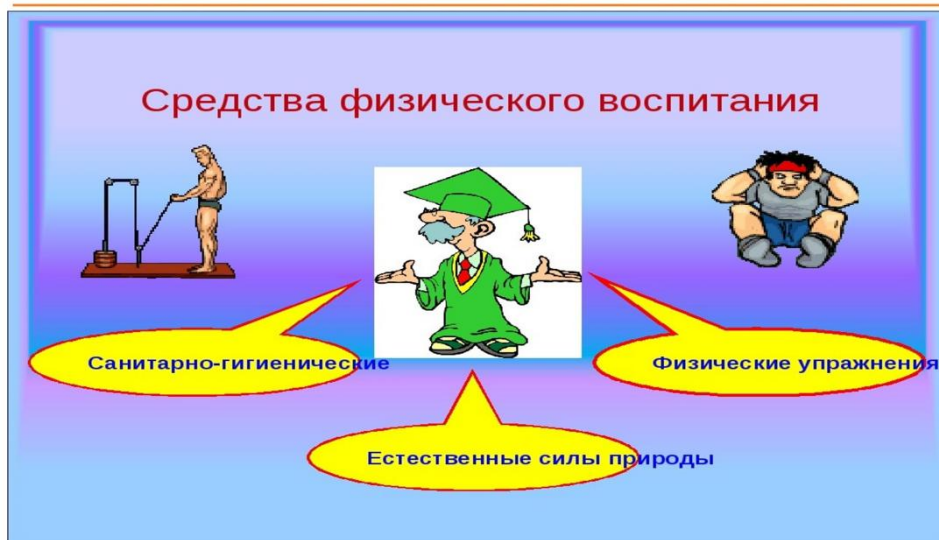 Средства физического воспитания
Санитарно-гигиенические
Физические упражнения
Естественные силы природы